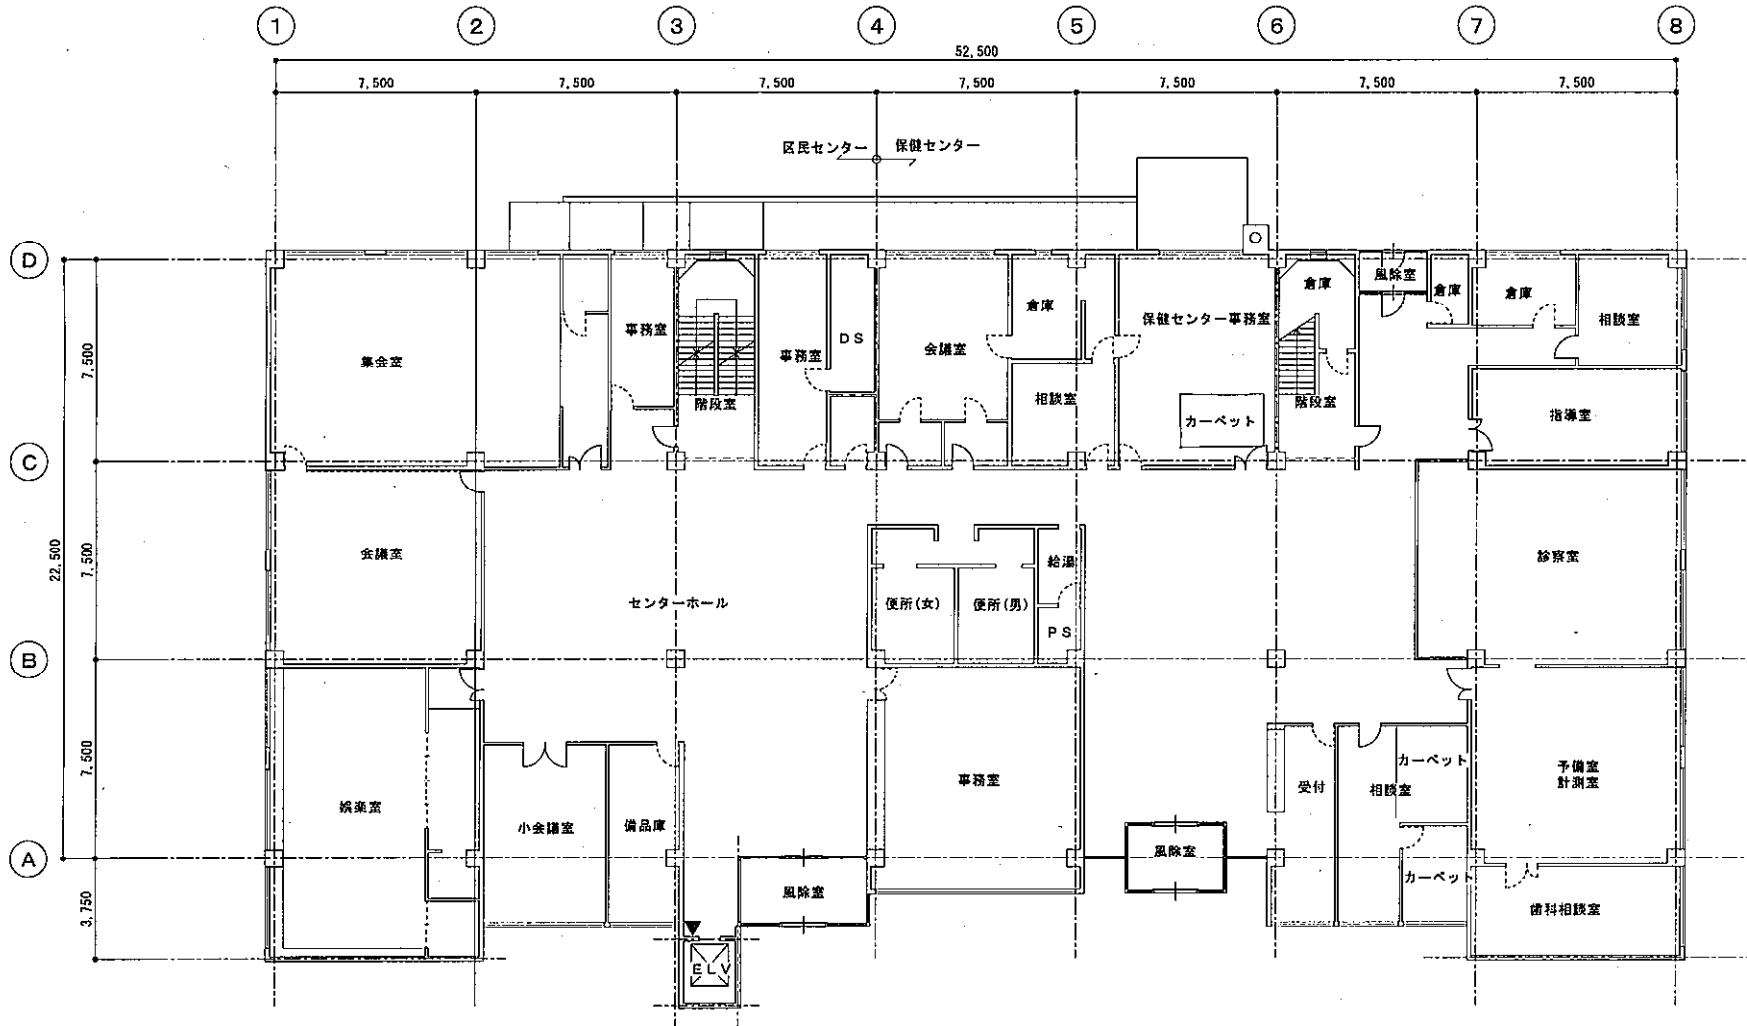 1 2 3 4 5 6 7 8
52,500
7,500 7,500 7,500 7,500 7,500 7,500 7,500
区民センター 保健センター
D
C
B
A
22,500
7,500
7,500
7,500
3,750
集会室
事務室
階段室
事務室
DS
会議室
倉庫
相談室
保健センター事務室
カーペット
倉庫
階段室
風除室
倉庫
倉庫
相談室
指導室
会議室
センターホール
便所(女)
便所(男)
給湯
PS
診察室
娯楽室
小会議室
備品庫
風除室
ELV
事務室
風除室
受付
相談室
カーペット
カーペット
予備室
計測室
歯科相談室